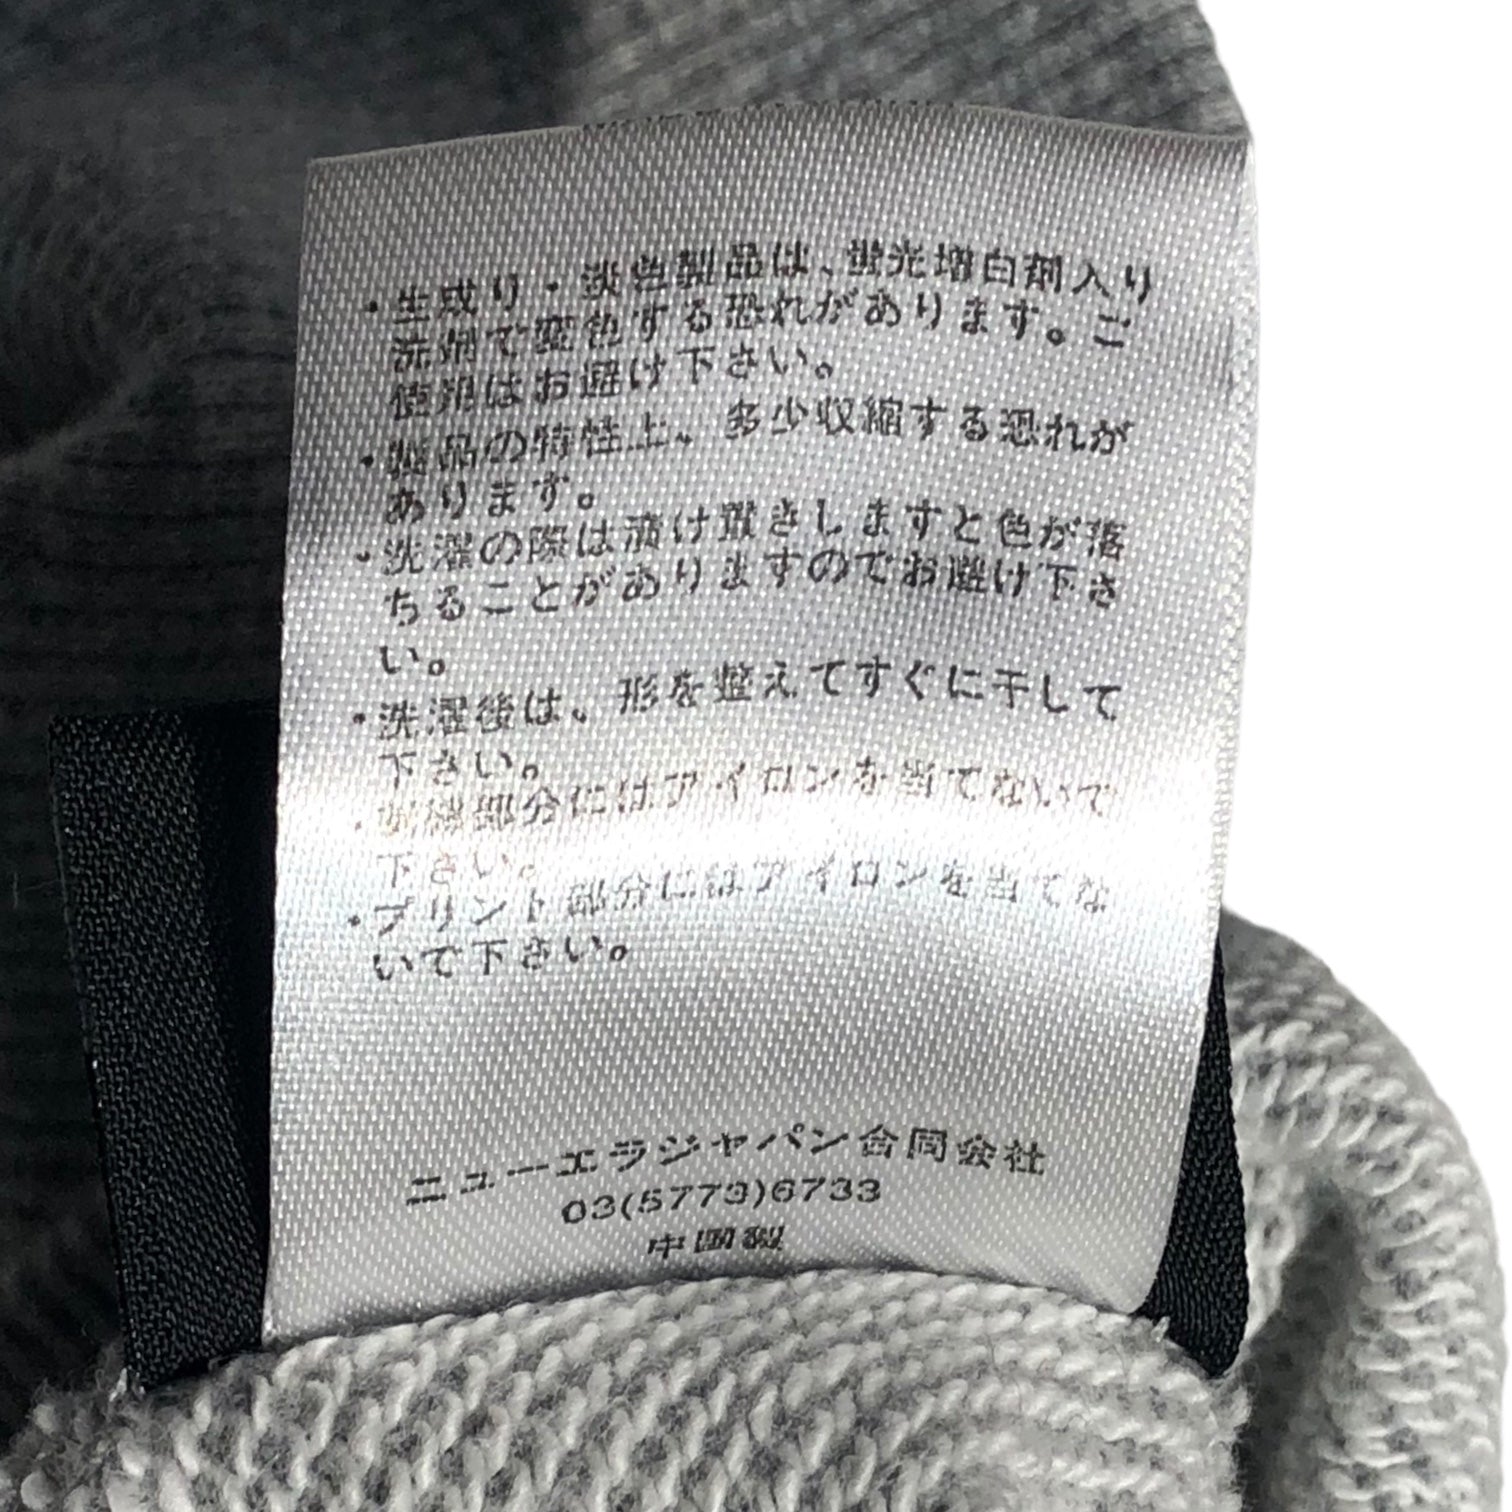 ・生成り・淡色製品は、蛍光増白剤入り
洗剤で変色する恐れがあります。ご
使用はお避け下さい。
・製品の特性上、多少収縮する恐れが
あります。
・洗濯の際は漬け置きしますと色が落
ちることがありますのでお避け下さ
い。
・洗濯後は、形を整えてすぐに干して
下さい。
・刺繍部分にはアイロンを当てないで
下さい。
・プリント部分にはアイロンを当てな
いで下さい。
ニューエラジャパン合同会社
03(5773)6733
中国製